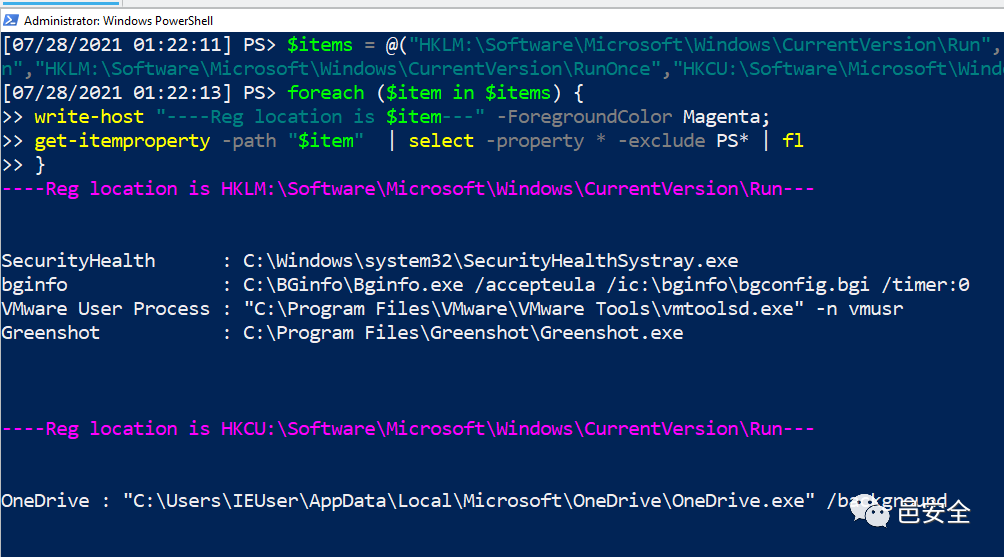 Administrator: Windows PowerShell
[07/28/2021 01:22:11] PS> $items = @("HKLM:\Software\Microsoft\Windows\CurrentVersion\Run",
n","HKLM:\Software\Microsoft\Windows\CurrentVersion\RunOnce","HKCU:\Software\Microsoft\Wind
[07/28/2021 01:22:13] PS> foreach ($item in $items) {
>> write-host "----Reg location is $item---" -ForegroundColor Magenta;
>> get-itemproperty -path "$item"  | select -property * -exclude PS* | fl
>> }
----Reg location is HKLM:\Software\Microsoft\Windows\CurrentVersion\Run---
SecurityHealth      : C:\Windows\system32\SecurityHealthSystray.exe
bginfo              : C:\BGinfo\Bginfo.exe /accepteula /ic:\bginfo\bgconfig.bgi /timer:0
VMware User Process : "C:\Program Files\VMware\VMware Tools\vmtoolsd.exe" -n vmusr
Greenshot           : C:\Program Files\Greenshot\Greenshot.exe
----Reg location is HKCU:\Software\Microsoft\Windows\CurrentVersion\Run---
OneDrive : "C:\Users\IEUser\AppData\Local\Microsoft\OneDrive\OneDrive.exe" /background
邑安全